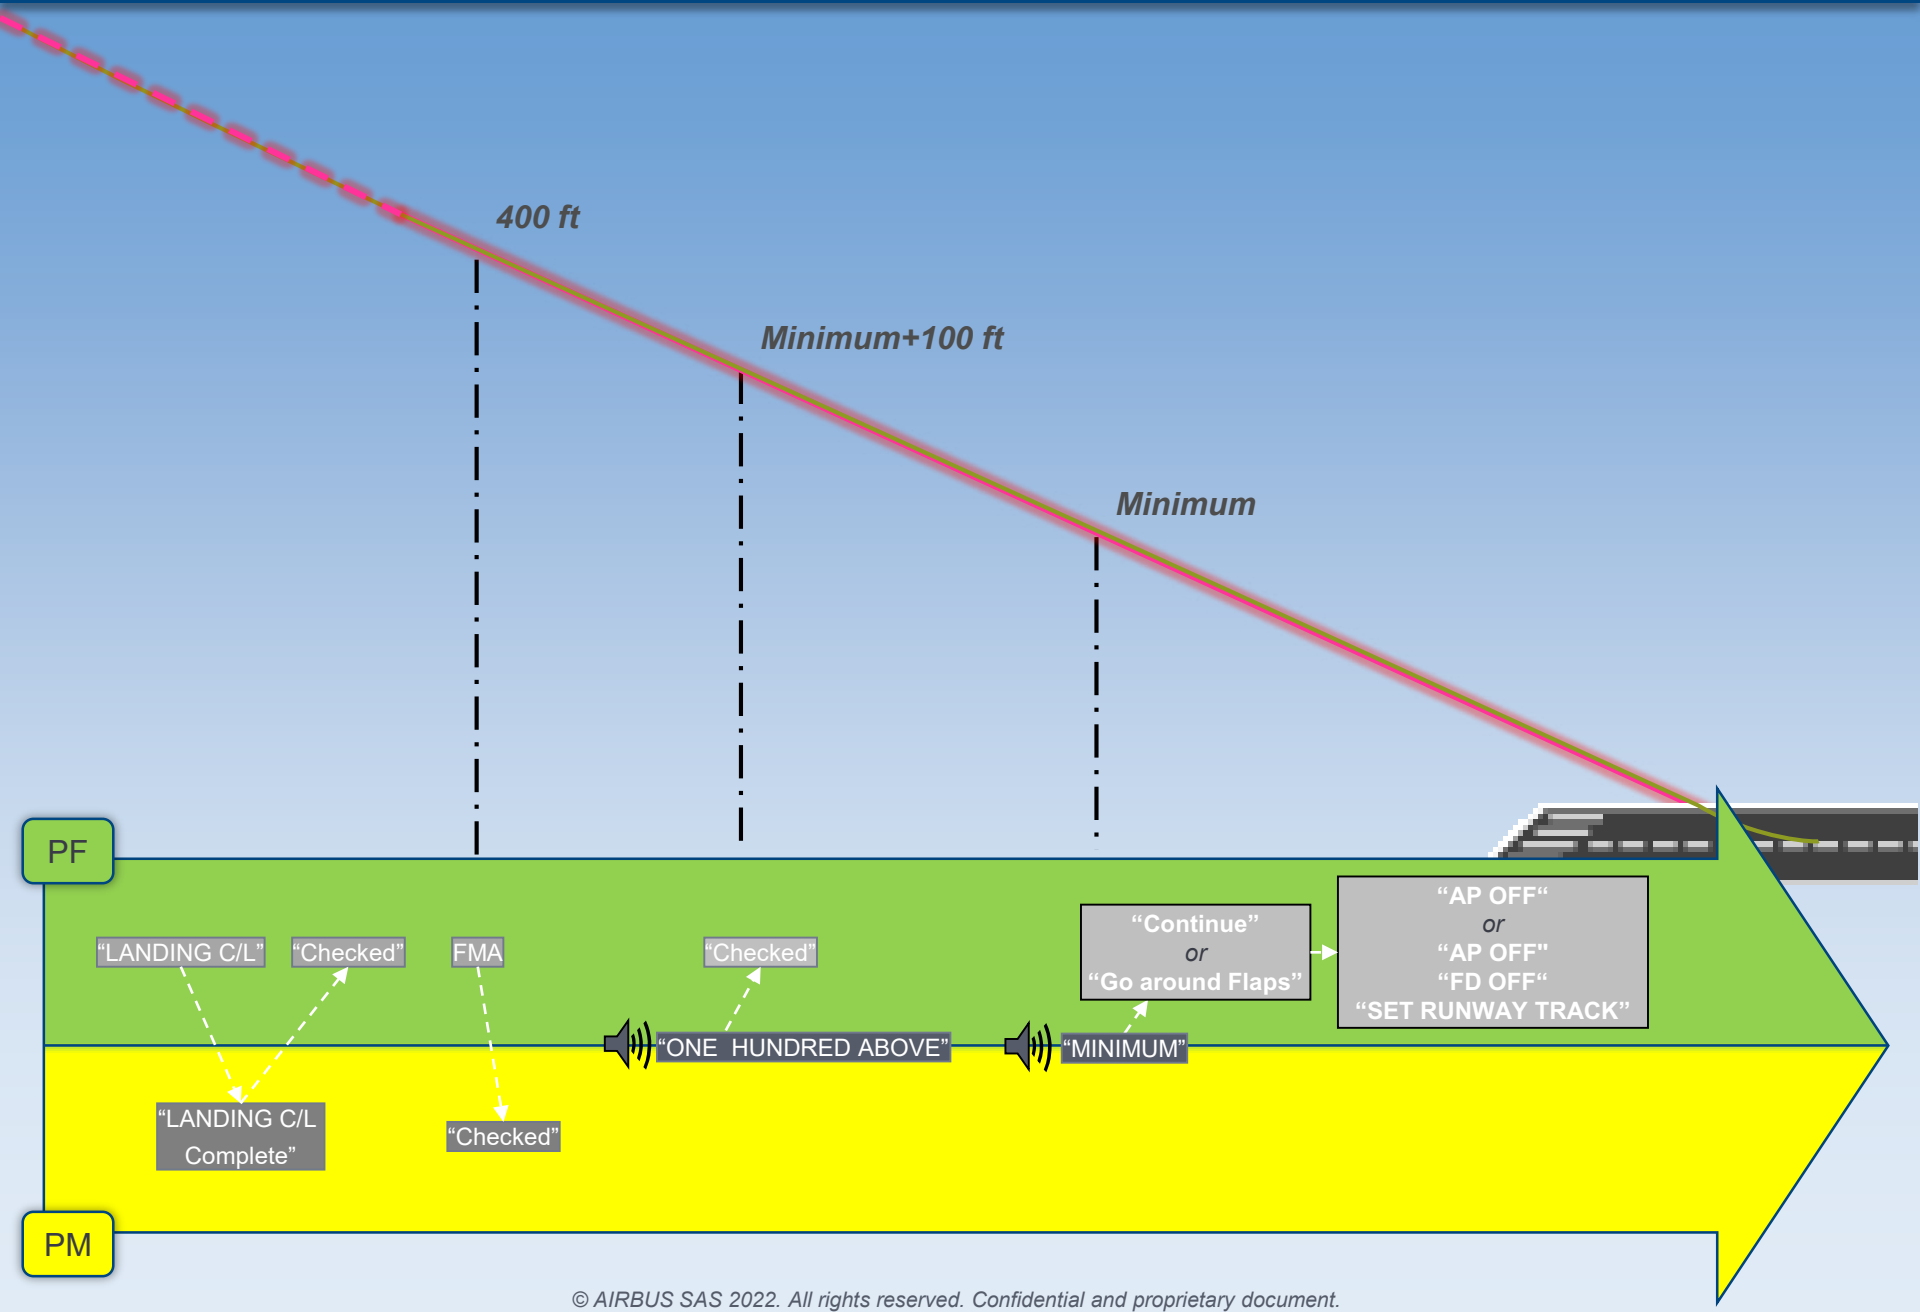 400 ft
Minimum+100 ft
Minimum
PF
“AP OFF“
or
“AP OFF"
“FD OFF“
“SET RUNWAY TRACK”
“Continue”
or
“Go around Flaps”
“LANDING C/L”
“Checked”
FMA
“Checked”
“ONE HUNDRED ABOVE”
“MINIMUM”
“LANDING C/L
Complete”
“Checked”
PM
© AIRBUS SAS 2022. All rights reserved. Confidential and proprietary document.